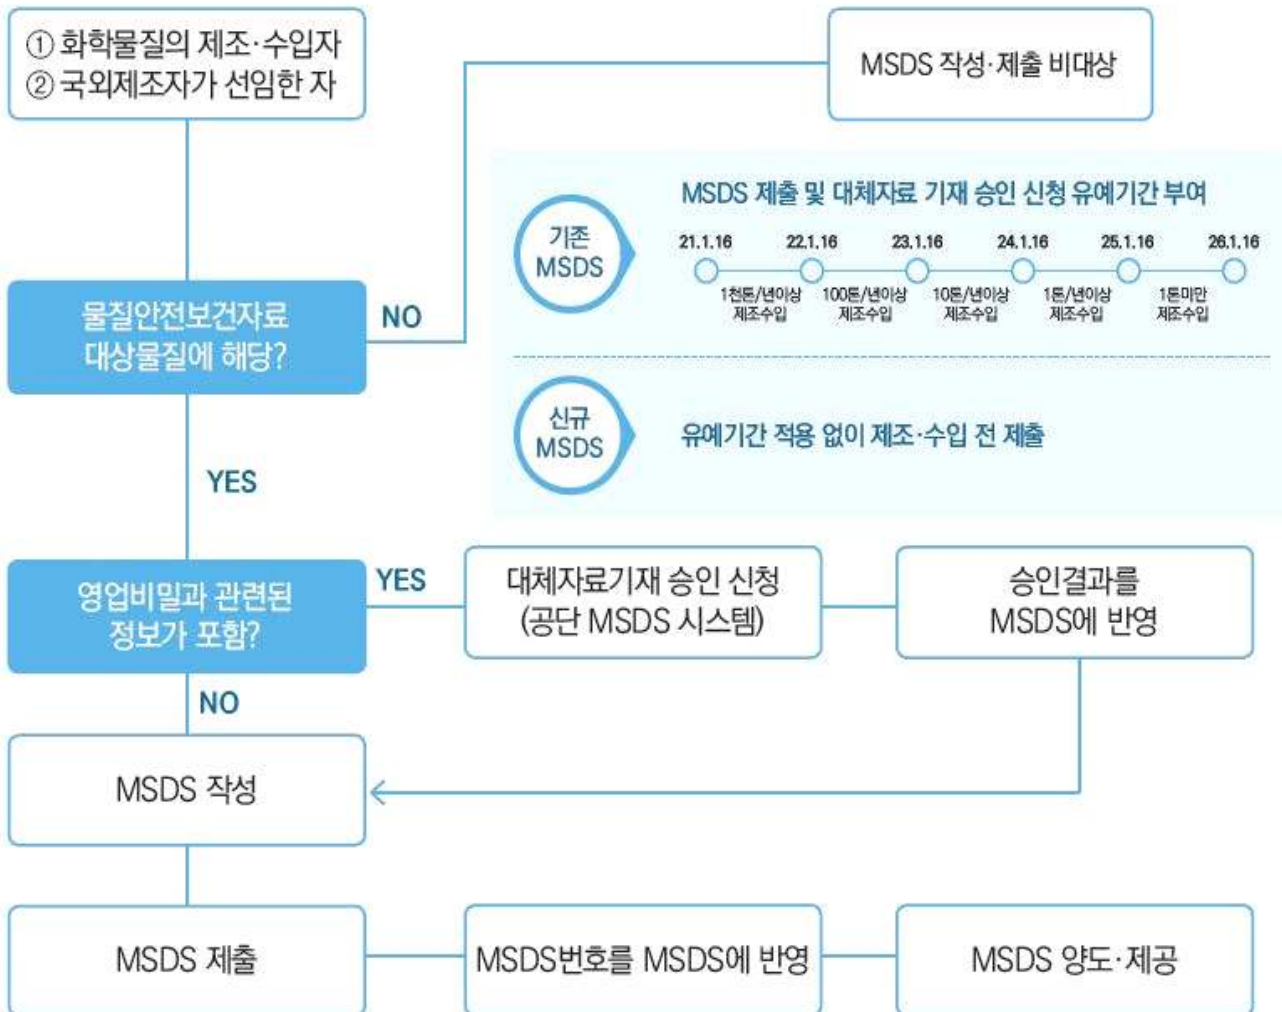 ① 화학물질의 제조·수입자
② 국외제조자가 선임한 자
MSDS 작성·제출 비대상
MSDS 제출 및 대체자료 기재 승인 신청 유예기간 부여
기존
MSDS
21.1.16 22.1.16 23.1.16 24.1.16 25.1.16 26.1.16
1천톤/년이상 100톤/년이상 10톤/년이상 1톤/년이상 1톤미만
제조수입 제조수입 제조수입 제조수입 제조수입
물질안전보건자료
대상물질에 해당?
NO
신규
MSDS
유예기간 적용 없이 제조·수입 전 제출
YES
영업비밀과 관련된
정보가 포함?
YES
대체자료기재 승인 신청
(공단 MSDS 시스템)
승인결과를
MSDS에 반영
NO
MSDS 작성
MSDS 제출
MSDS번호를 MSDS에 반영
MSDS 양도·제공